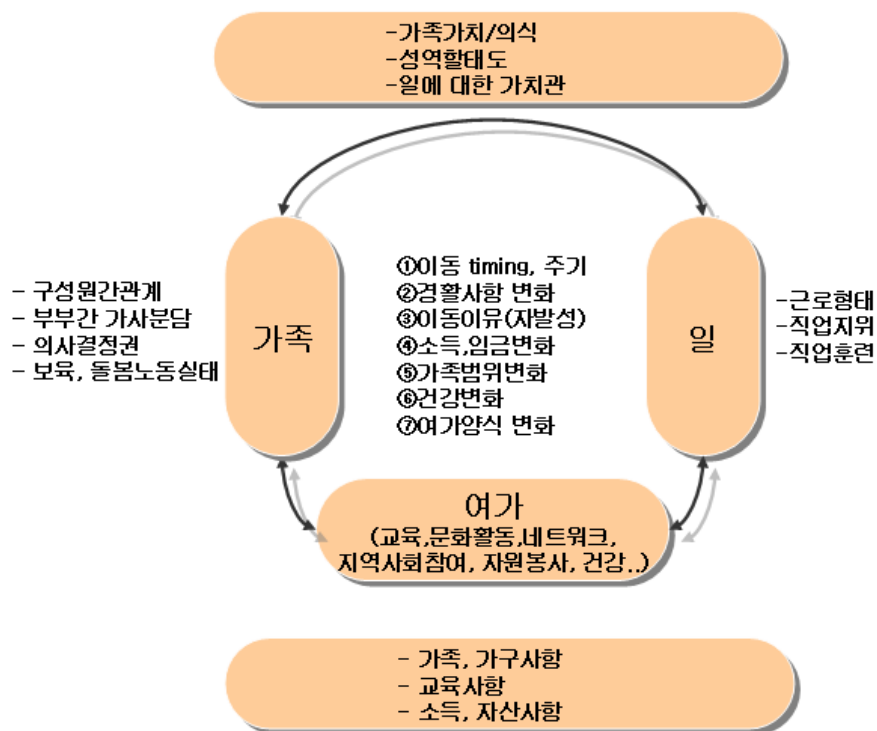 -가족가치/의식
-성역할태도
-일에 대한 가치관
- 구성원간관계
- 부부간 가사분담
- 의사결정권
- 보육, 돌봄노동실태
가족
①이동 timing, 주기
②경활사항 변화
③이동이유(자발성)
④소득,임금변화
⑤가족범위변화
⑥건강변화
⑦여가양식 변화
일
-근로형태
-직업지위
-직업훈련
여가
(교육,문화활동,네트워크,
지역사회참여, 자원봉사, 건강..)
- 가족, 가구사항
- 교육사항
- 소득, 자산사항